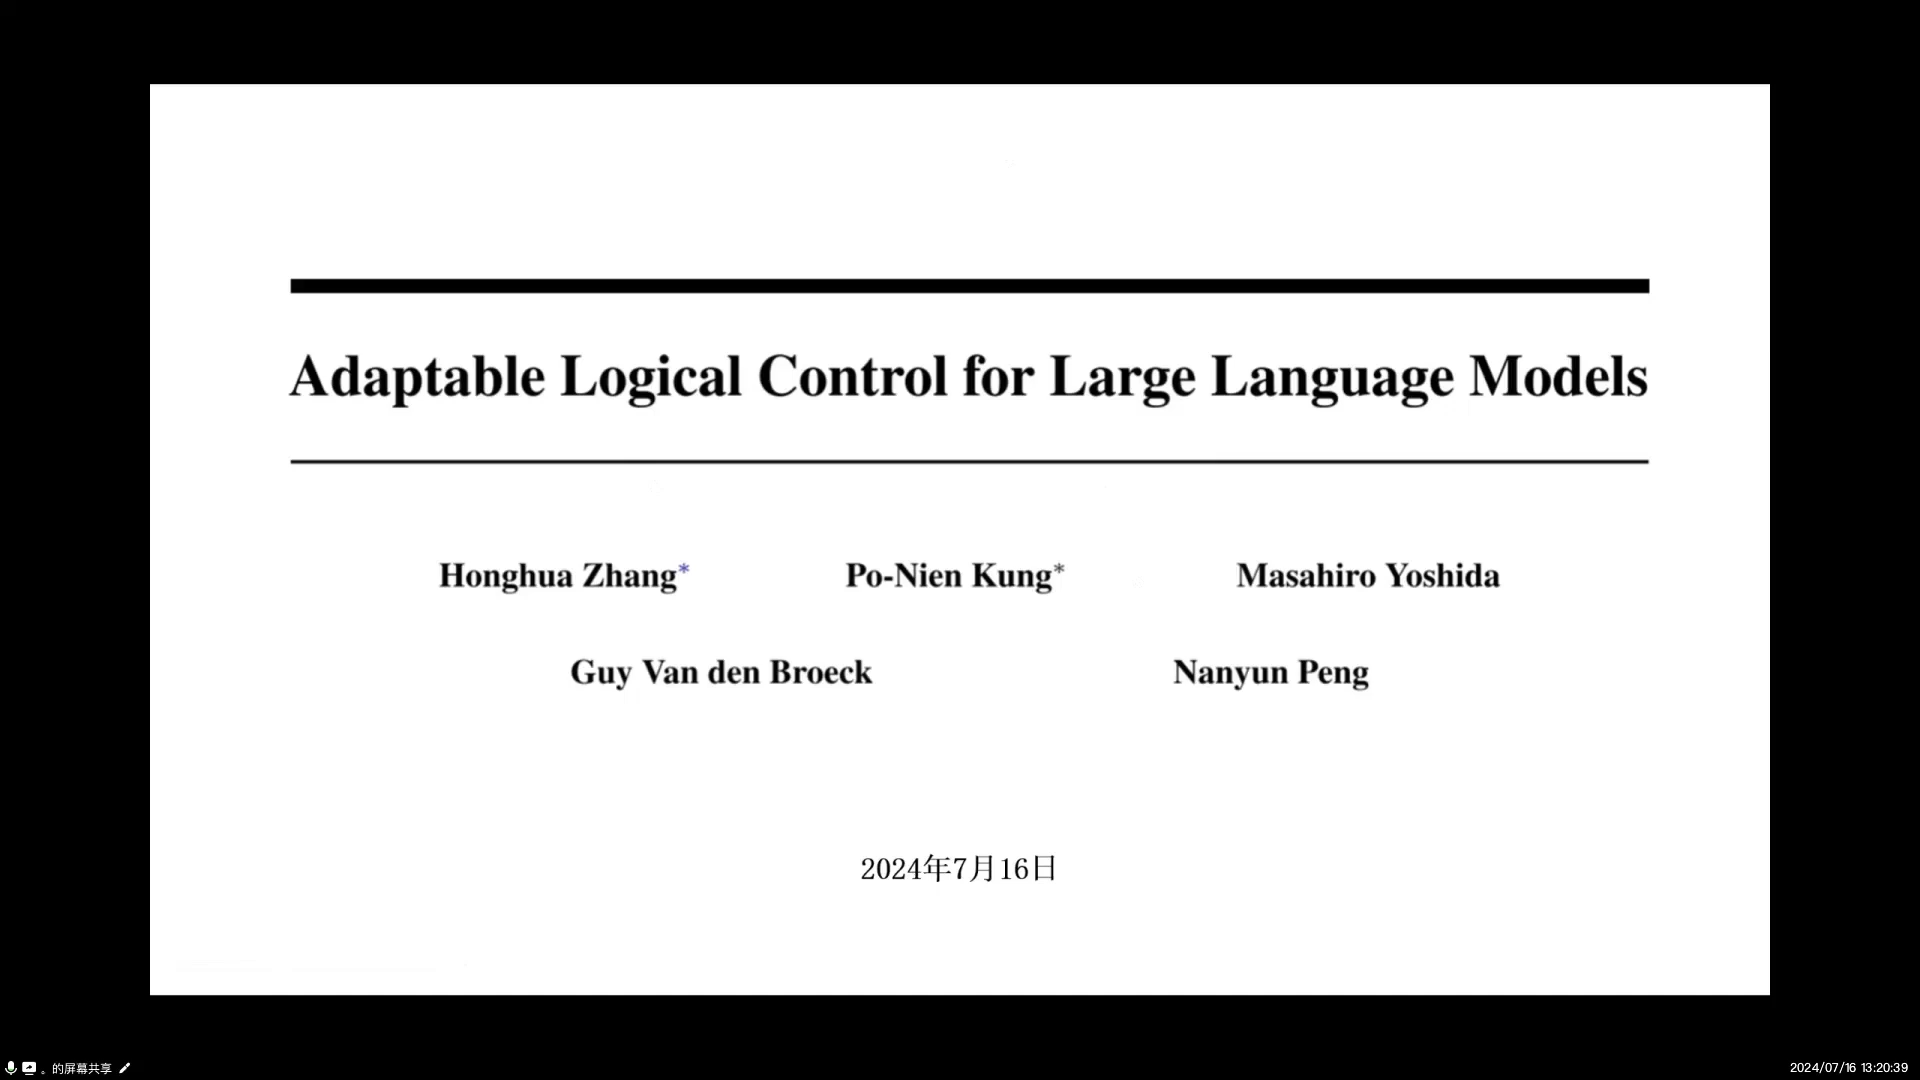 Adaptable Logical Control for Large Language Models
Honghua Zhang* Po-Nien Kung* Masahiro Yoshida
Guy Van den Broeck Nanyun Peng
2024年7月16日
。的屏幕共享
2024/07/16 13:20:39